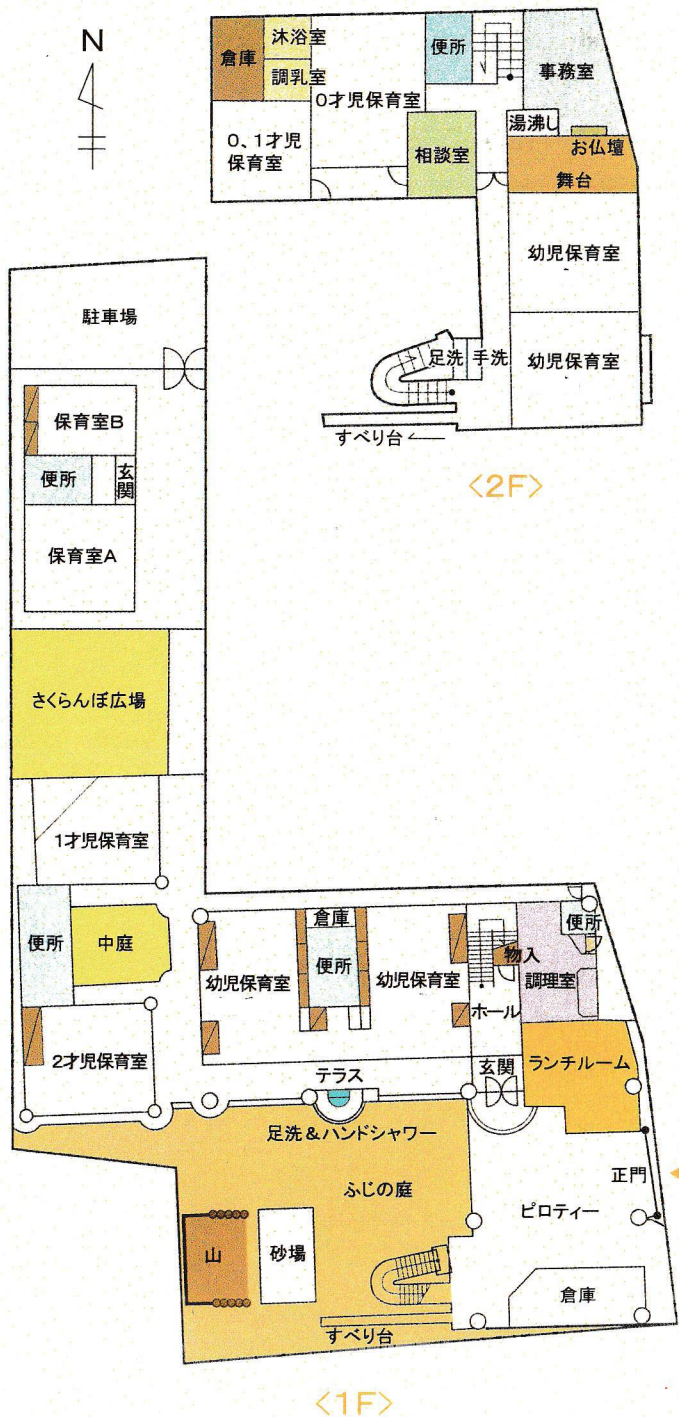 N
倉庫
沐浴室
調乳室
0才児保育室
便所
事務室
0、1才児
保育室
相談室
湯沸し
お仏壇
舞台
幼児保育室
幼児保育室
足洗
手洗
すべり台
<2F>
駐車場
保育室B
便所
玄関
保育室A
さくらんぼ広場
1才児保育室
便所
中庭
2才児保育室
幼児保育室
倉庫
便所
幼児保育室
物入
ホール
便所
調理室
玄関
ランチルーム
テラス
足洗&ハンドシャワー
ふじの庭
正門
ピロティー
山
砂場
倉庫
すべり台
<1F>